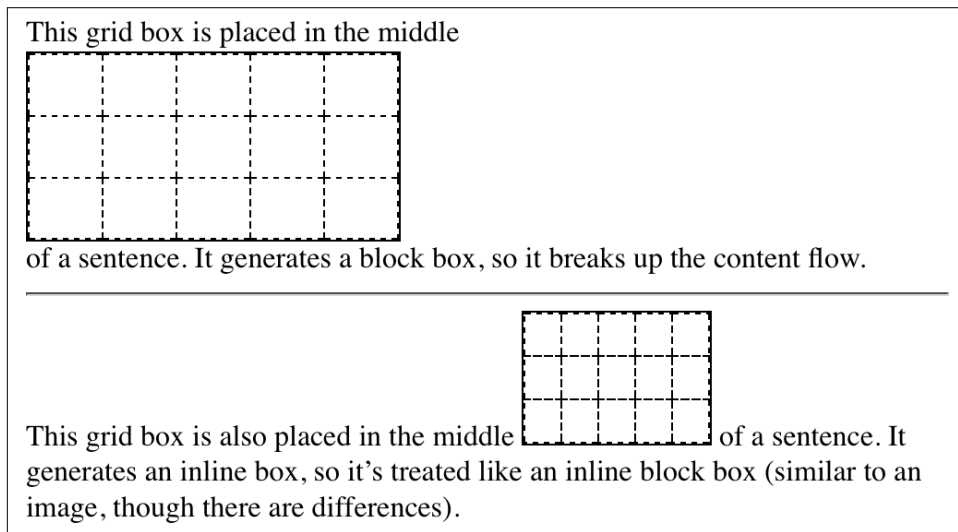 This grid box is placed in the middle
of a sentence. It generates a block box, so it breaks up the content flow.
This grid box is also placed in the middle of a sentence. It
generates an inline box, so it’s treated like an inline block box (similar to an
image, though there are differences).